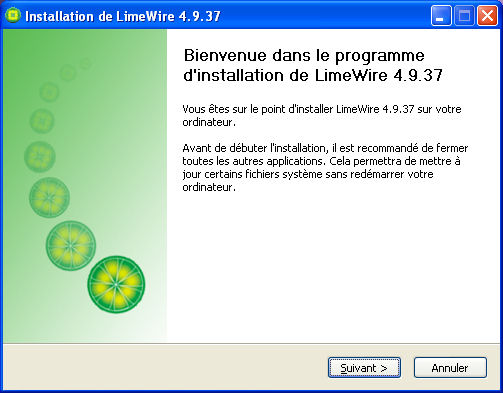 Installation de LimeWire 4.9.37
Bienvenue dans le programme
d'installation de LimeWire 4.9.37
Vous êtes sur le point d'installer LimeWire 4.9.37 sur votre
ordinateur.
Avant de débuter l'installation, il est recommandé de fermer
toutes les autres applications. Cela permettra de mettre à
jour certains fichiers système sans redémarrer votre
ordinateur.
Suivant >
Annuler